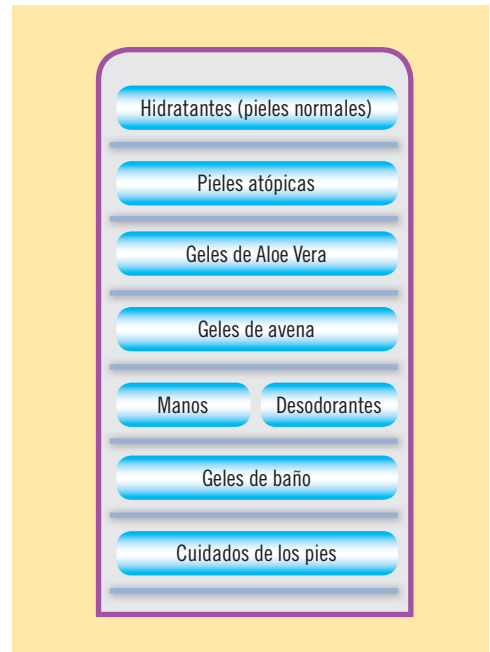 Hidratantes (pieles normales)
Pieles atópicas
Geles de Aloe Vera
Geles de avena
Manos
Desodorantes
Geles de baño
Cuidados de los pies